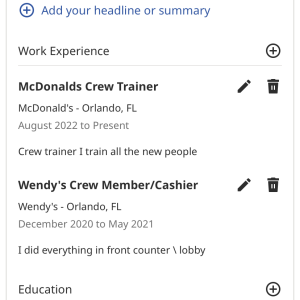 Add your headline or summary
Work Experience
McDonalds Crew Trainer
McDonald's - Orlando, FL
August 2022 to Present
Crew trainer I train all the new people
Wendy's Crew Member/Cashier
Wendy's - Orlando, FL
December 2020 to May 2021
I did everything in front counter \ lobby
Education